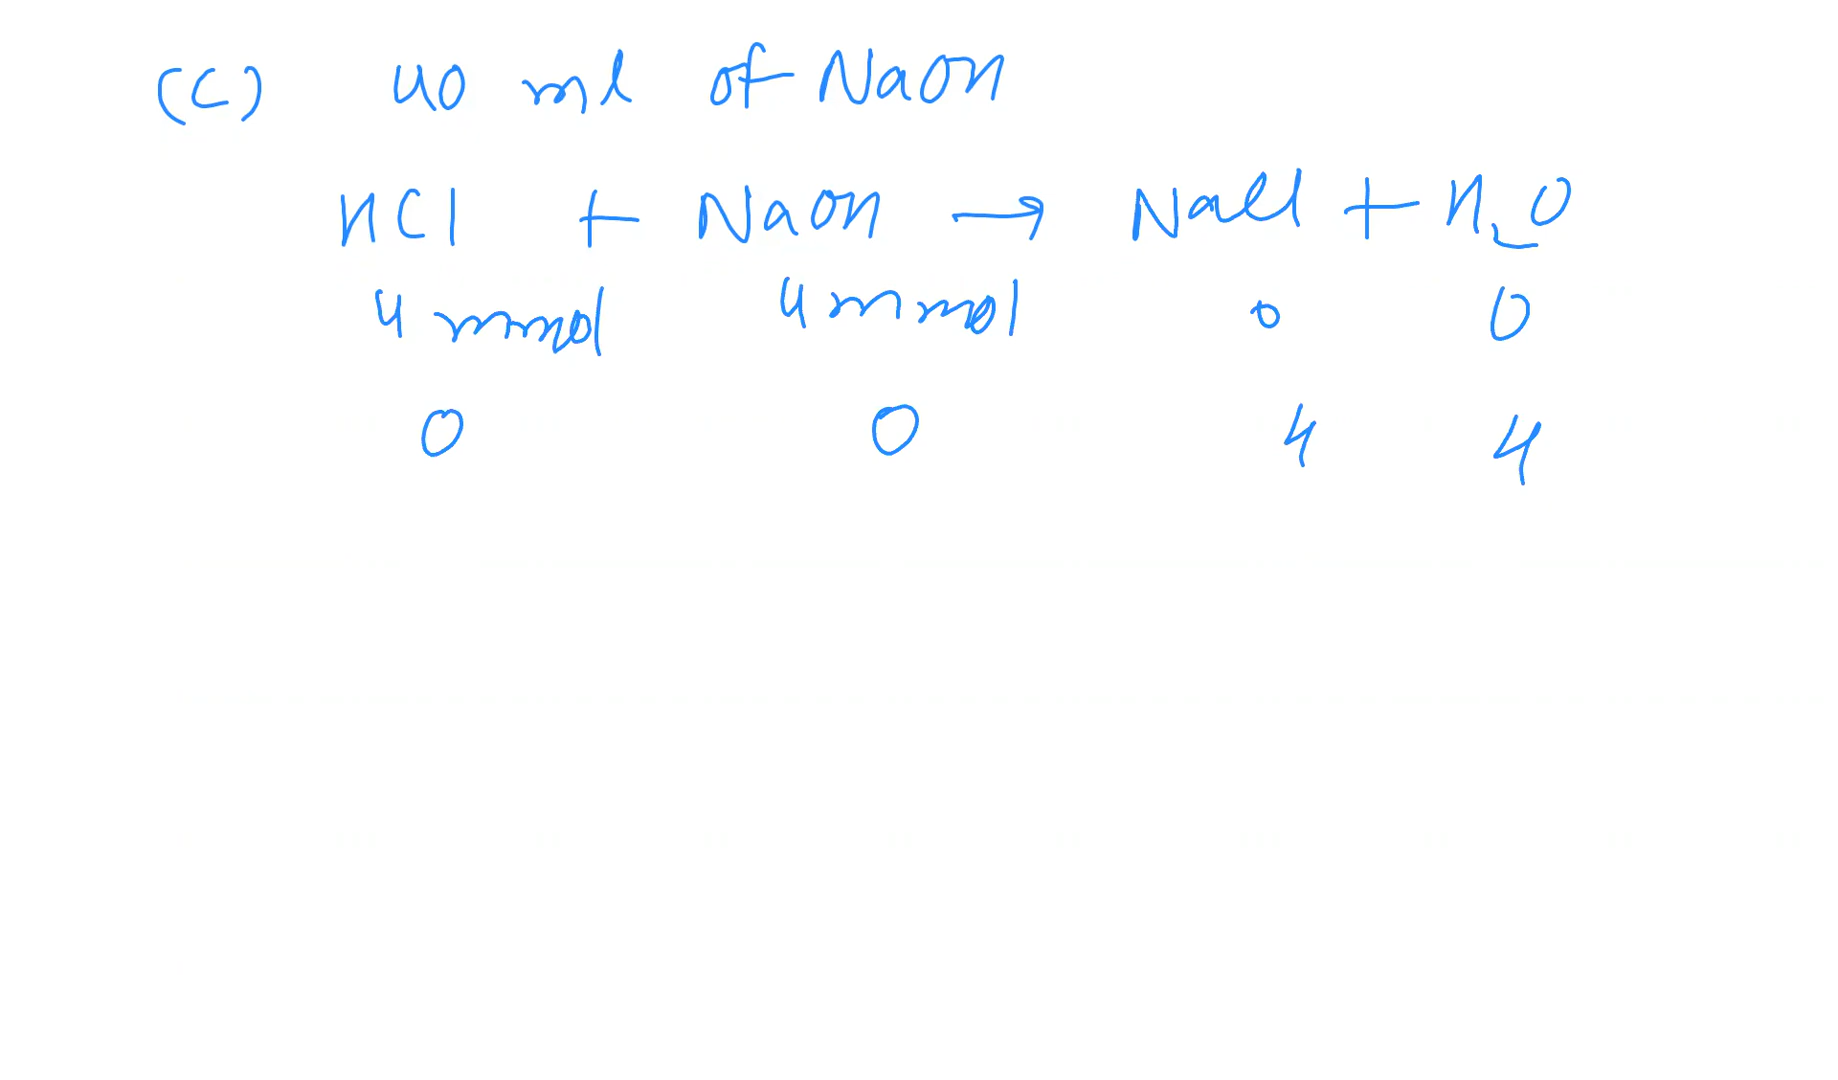 (C) 40 ml of NaOH
HCl + NaOH → NaCl + H₂O
4 mmol 4 mmol 0 0
0 0 4 4